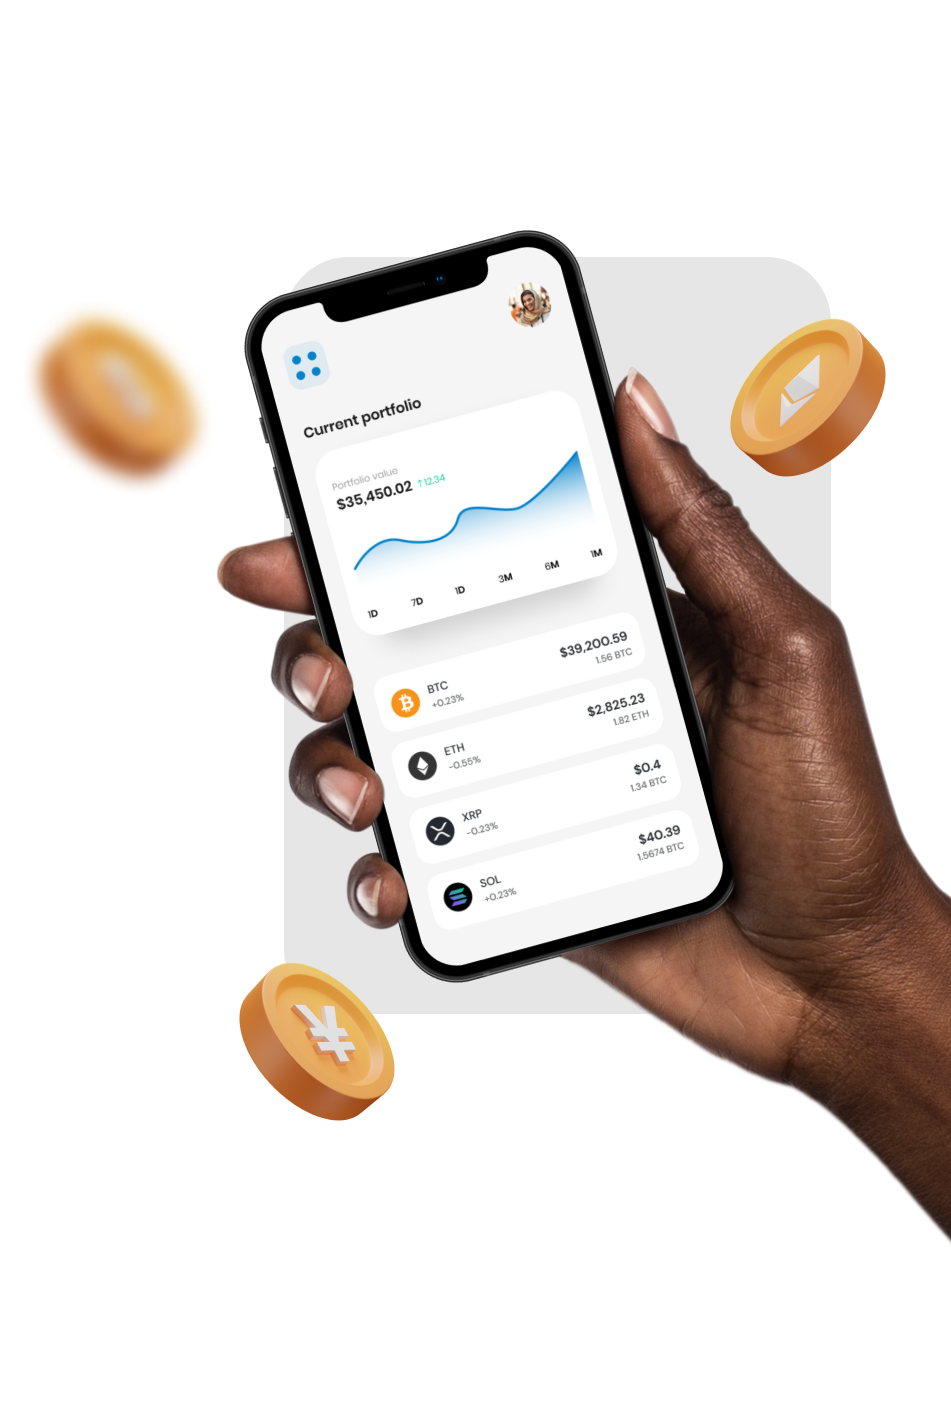 Current portfolio
Portfolio value
$35,450.02 ↑12.34
1D 7D 1D 3M 6M 1M
BTC $39,200.59
+0.23% 1.56 BTC
ETH $2,825.23
-0.55% 1.82 ETH
XRP $0.4
-0.23% 1.34 BTC
SOL $40.39
+0.23% 1.5674 BTC
¥